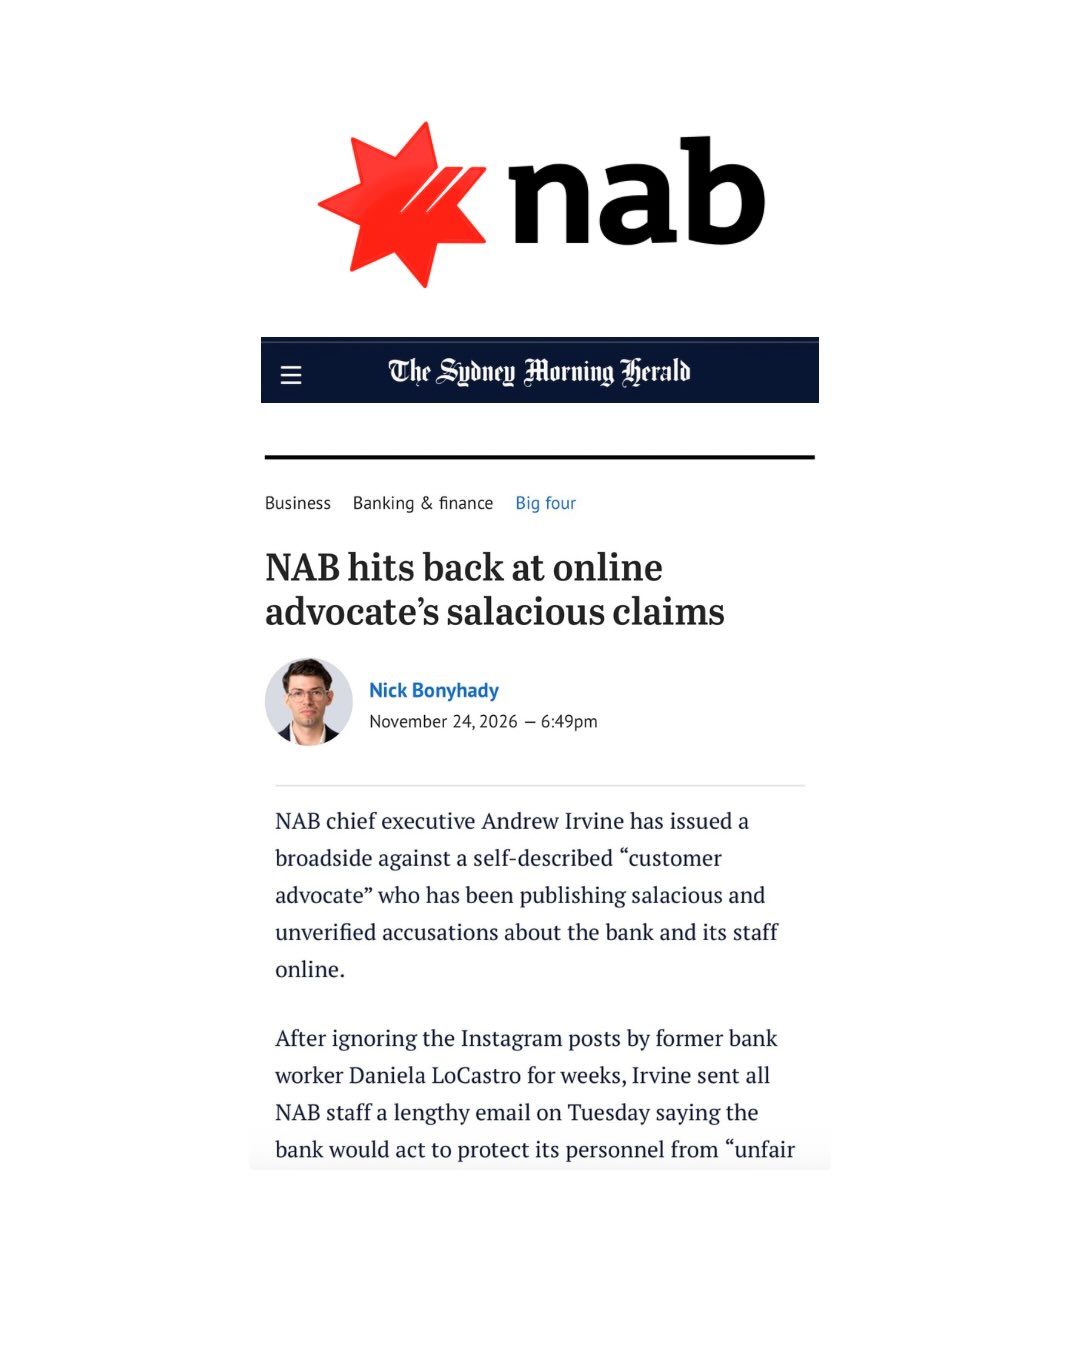 nab
The Sydney Morning Herald
Business Banking & finance Big four
NAB hits back at online
advocate’s salacious claims
Nick Bonyhady
November 24, 2026 — 6:49pm
NAB chief executive Andrew Irvine has issued a
broadside against a self-described “customer
advocate” who has been publishing salacious and
unverified accusations about the bank and its staff
online.
After ignoring the Instagram posts by former bank
worker Daniela LoCastro for weeks, Irvine sent all
NAB staff a lengthy email on Tuesday saying the
bank would act to protect its personnel from “unfair